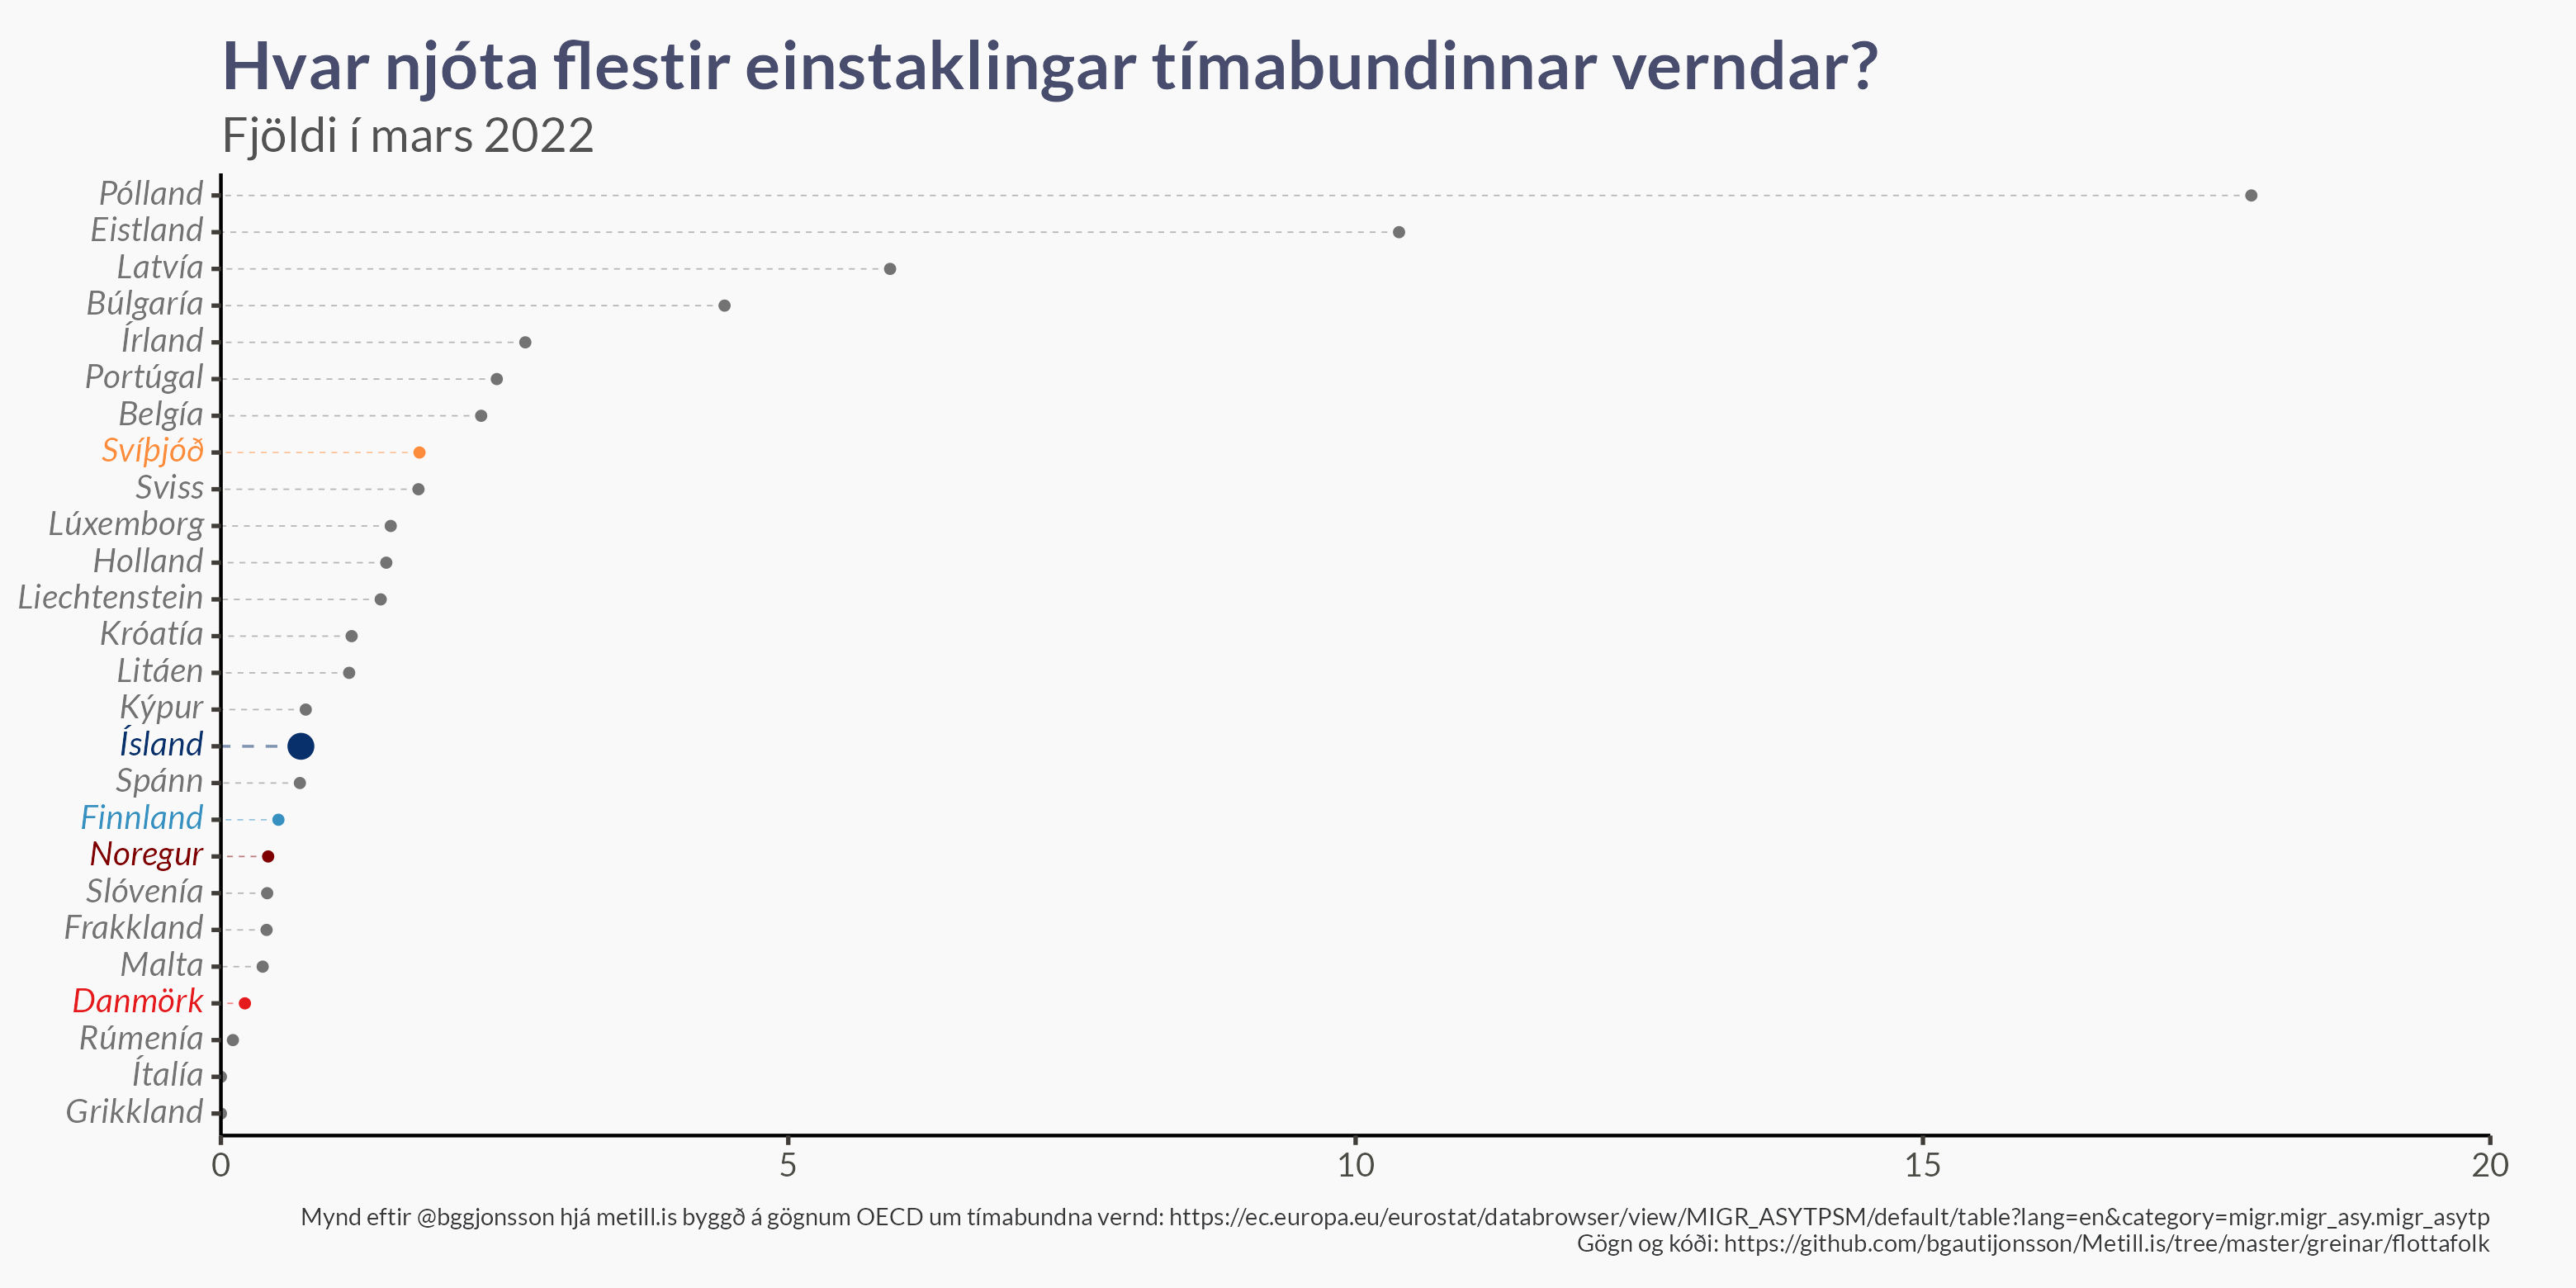 Hvar njóta flestir einstaklingar tímabundinnar verndar?
Fjöldi í mars 2022
Pólland
Eistland
Latvía
Búlgaría
Írland
Portúgal
Belgía
Svíþjóð
Sviss
Lúxemborg
Holland
Liechtenstein
Króatía
Litáen
Kýpur
Ísland
Spánn
Finnland
Noregur
Slóvenía
Frakkland
Malta
Danmörk
Rúmenía
Ítalía
Grikkland
0 5 10 15 20
Mynd eftir @bggjonsson hjá metill.is byggð á gögnum OECD um tímabundna vernd: https://ec.europa.eu/eurostat/databrowser/view/MIGR_ASYTPSM/default/table?lang=en&category=migr.migr_asy.migr_asytp
Gögn og kóði: https://github.com/bgautijonsson/Metill.is/tree/master/greinar/flottafolk